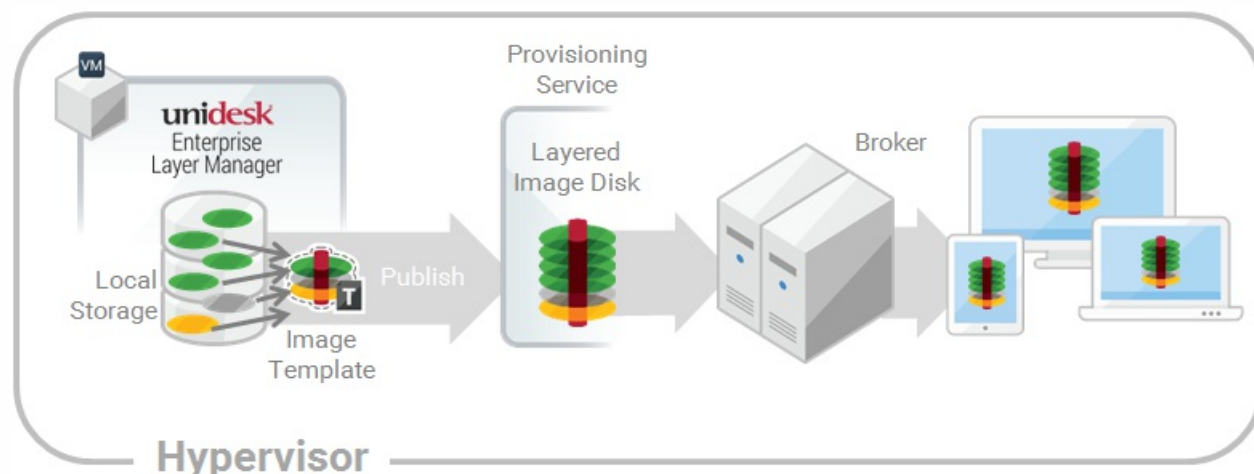 VM
unidesk
Enterprise
Layer Manager
Local
Storage
Image
Template
T
Publish
Provisioning
Service
Layered
Image Disk
Broker
Hypervisor